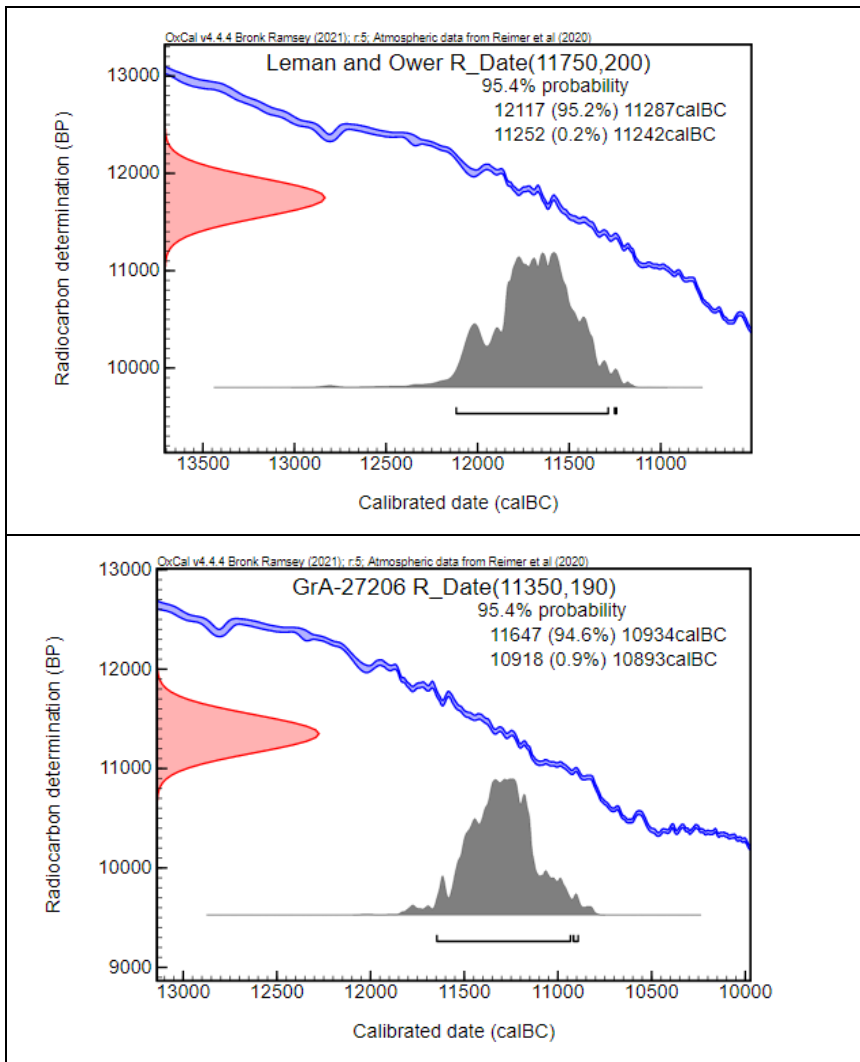 OxCal v4.4.4 Bronk Ramsey (2021); r:5; Atmospheric data from Reimer et al (2020)
Leman and Ower R_Date(11750,200)
95.4% probability
12117 (95.2%) 11287calBC
11252 (0.2%) 11242calBC
Radiocarbon determination (BP)
13000
12000
11000
10000
13500 13000 12500 12000 11500 11000
Calibrated date (calBC)
OxCal v4.4.4 Bronk Ramsey (2021); r:5; Atmospheric data from Reimer et al (2020)
GrA-27206 R_Date(11350,190)
95.4% probability
11647 (94.6%) 10934calBC
10918 (0.9%) 10893calBC
Radiocarbon determination (BP)
13000
12000
11000
10000
9000
13000 12500 12000 11500 11000 10500 10000
Calibrated date (calBC)